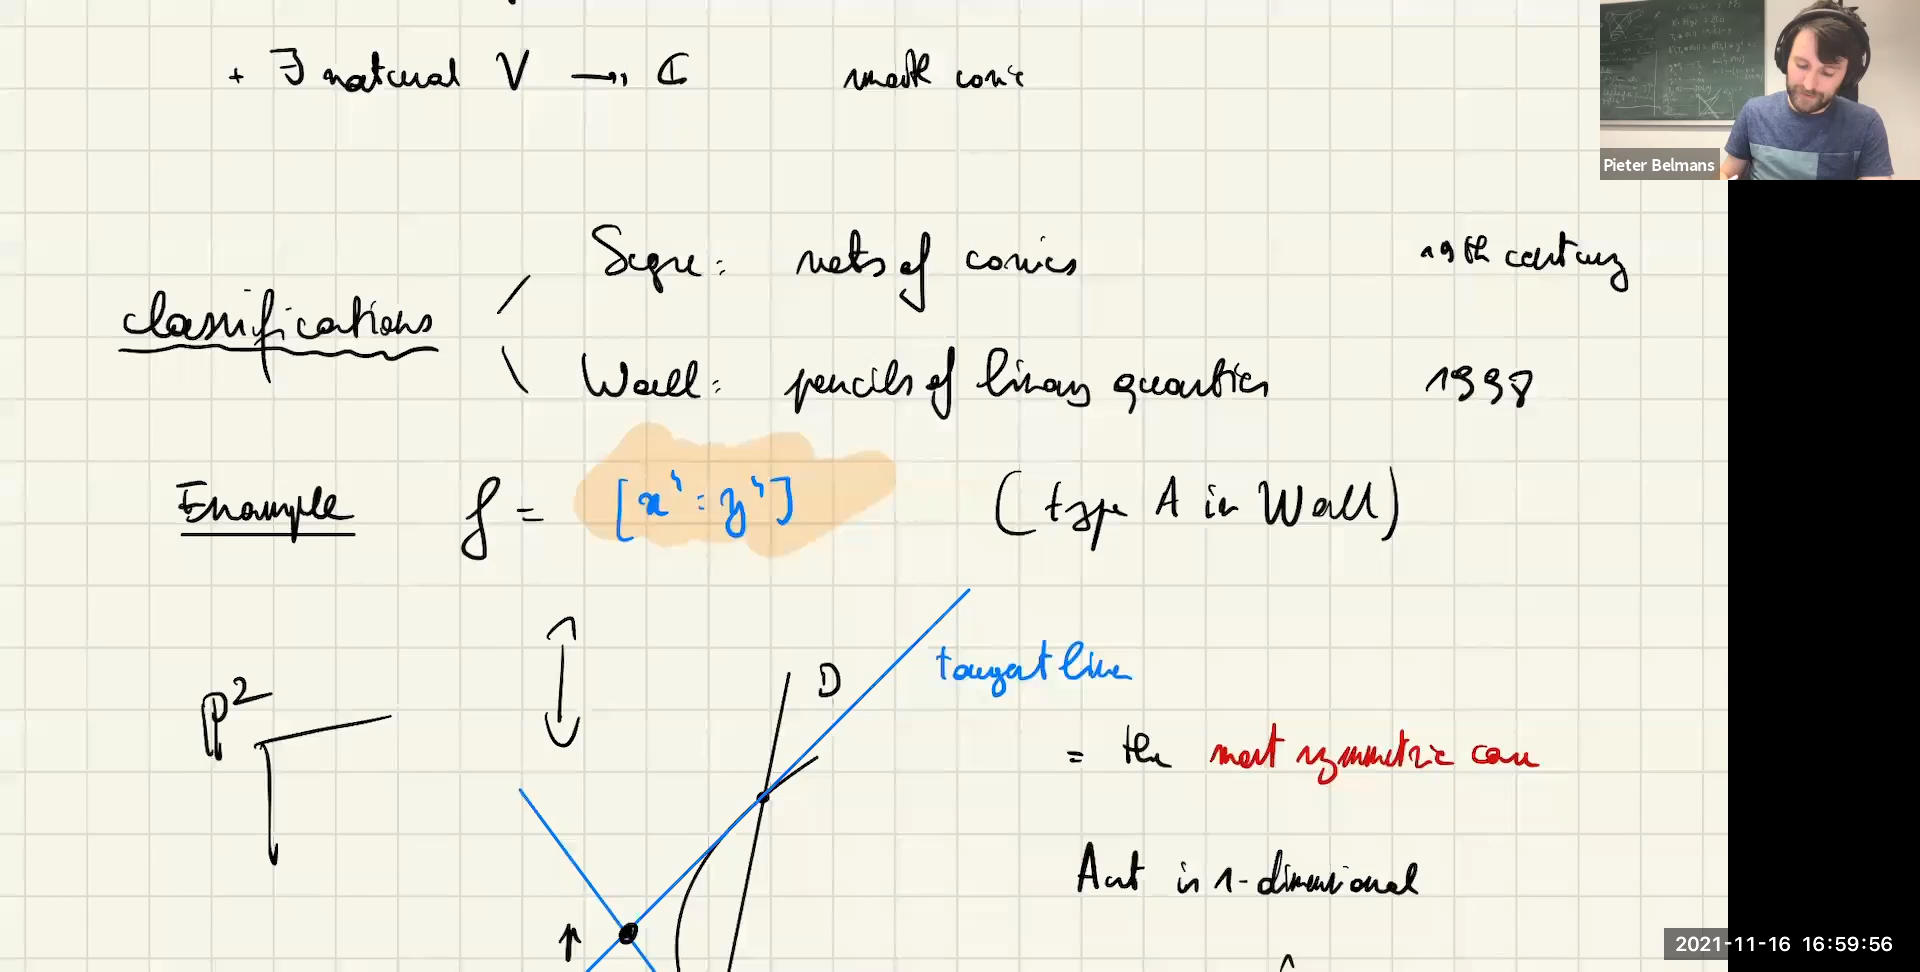 + ∃ natural V → C smooth conic
Pieter Belmans
Segre: nets of conics 19th century
classifications
Wall: pencils of binary quartics 1998
Example f = [x⁴ : y⁴] (type A in Wall)
tangent line
D
P²
= the most symmetric case
Aut is 1-dimensional
p
2021-11-16 16:59:56